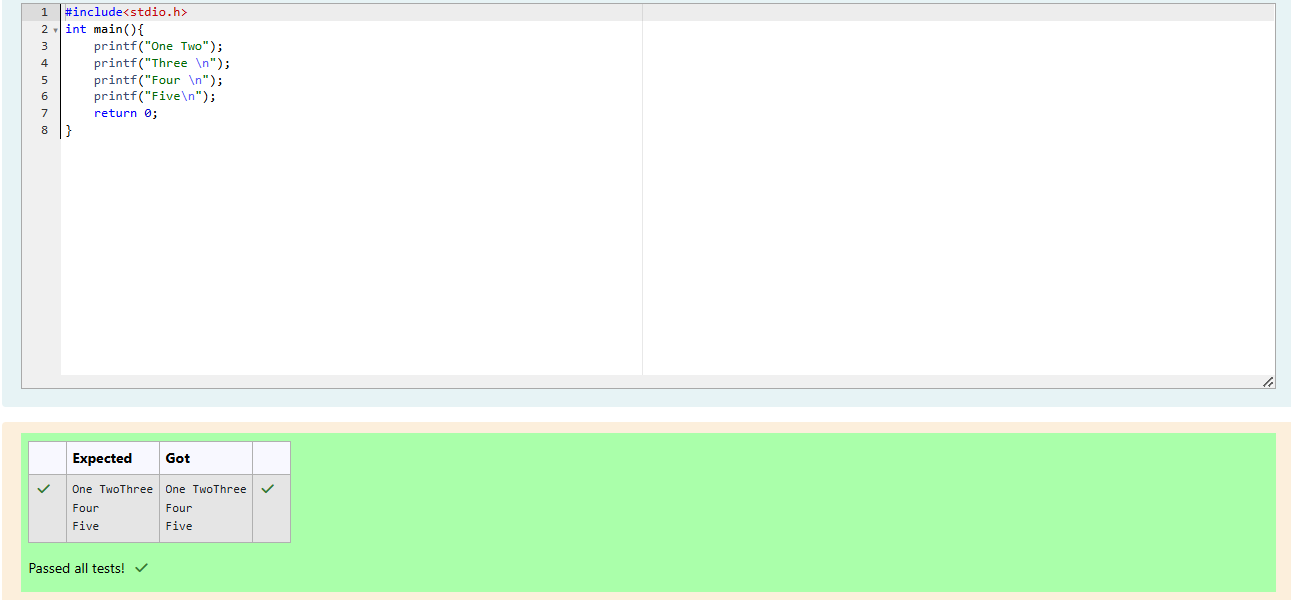 1 #include<stdio.h>
2 int main(){
3     printf("One Two");
4     printf("Three \n");
5     printf("Four \n");
6     printf("Five\n");
7     return 0;
8 }
Expected Got
One TwoThree One TwoThree
Four Four
Five Five
Passed all tests!